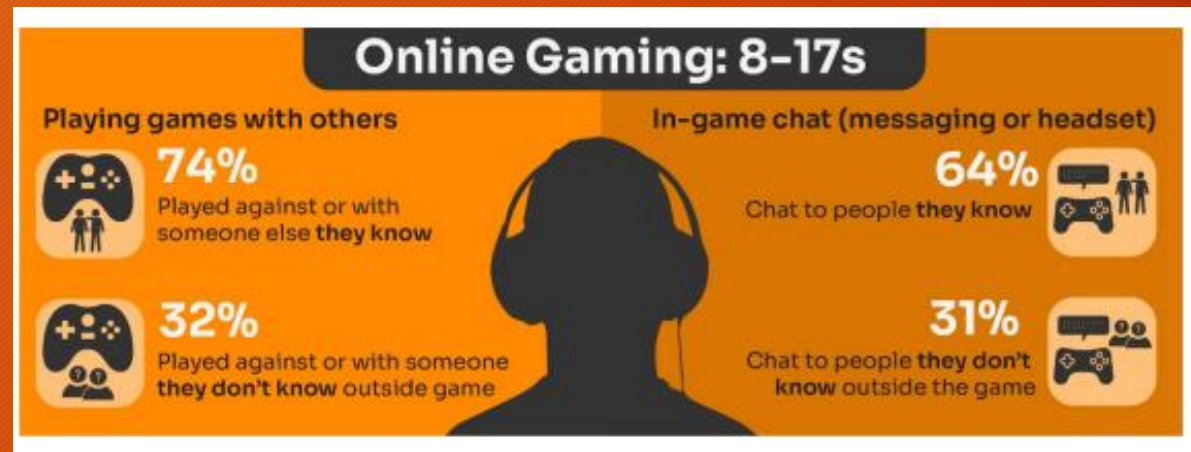 Online Gaming: 8-17s
Playing games with others
74%
Played against or with
someone else they know
32%
Played against or with someone
they don't know outside game
In-game chat (messaging or headset)
64%
Chat to people they know
31%
Chat to people they don't
know outside the game